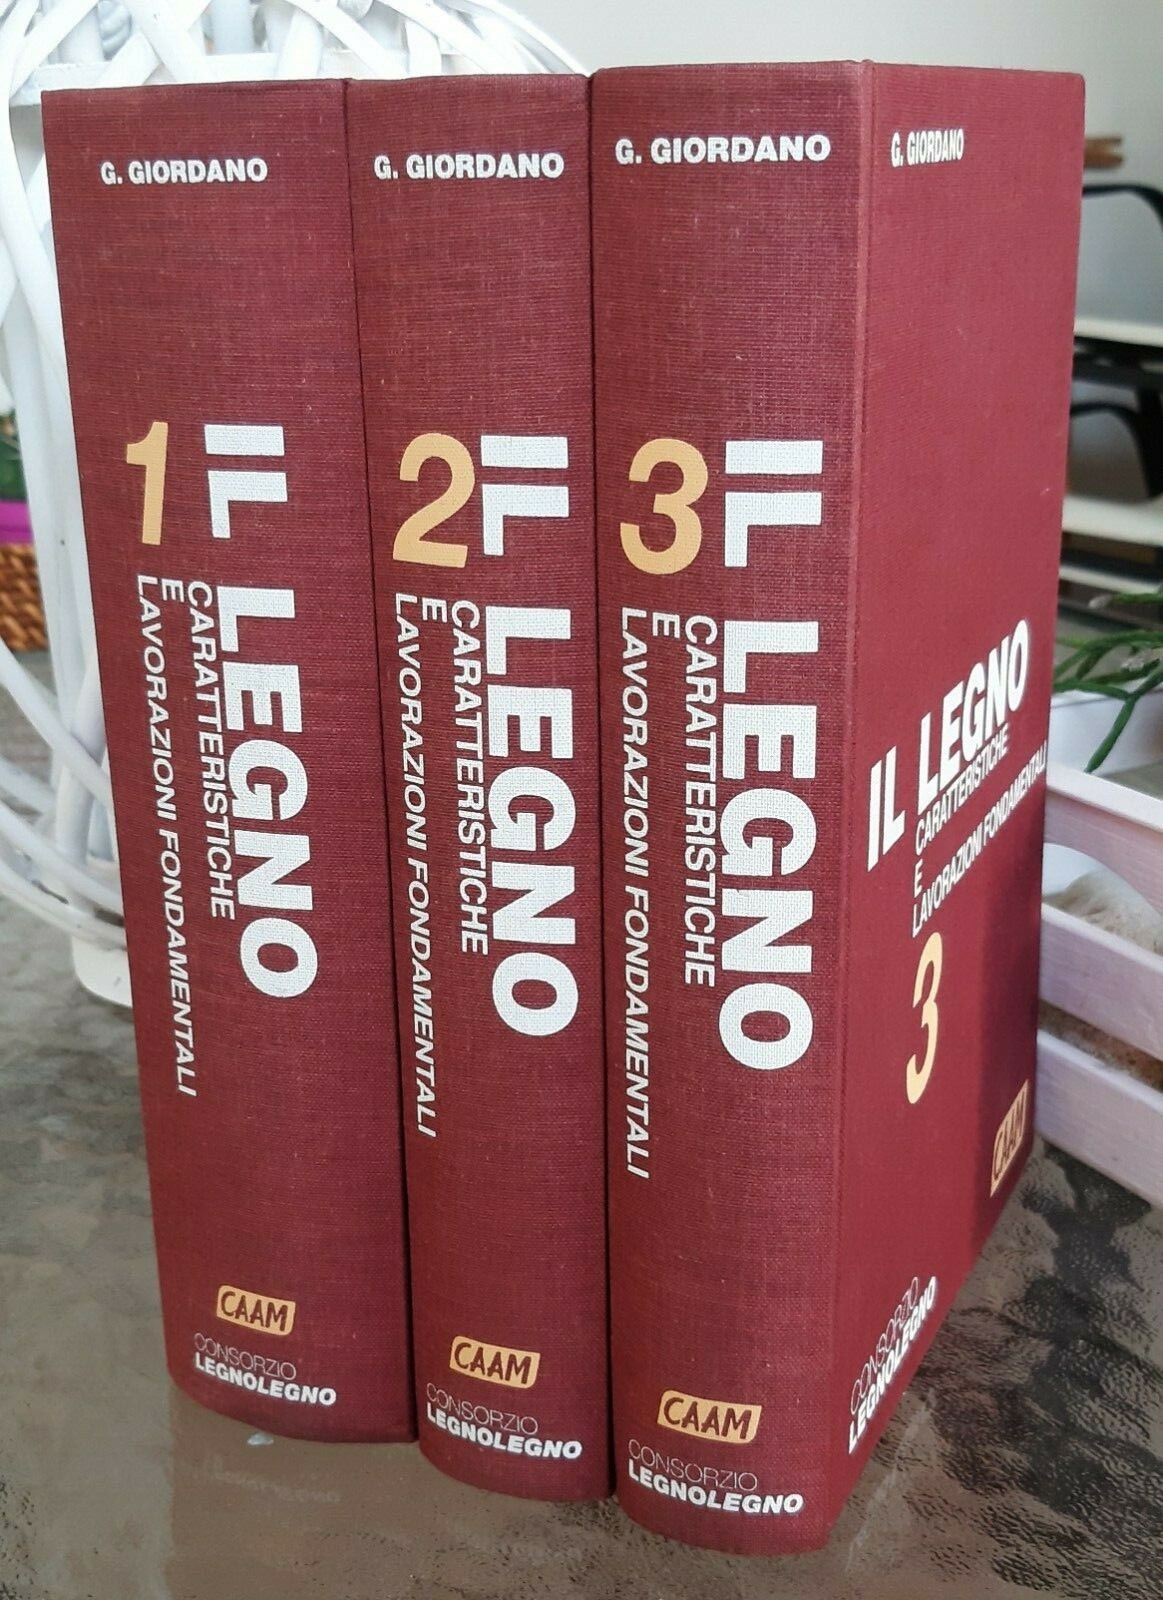 G. GIORDANO
1
IL LEGNO
CARATTERISTICHE
E
LAVORAZIONI FONDAMENTALI
CAAM
CONSORZIO
LEGNOLEGNO
G. GIORDANO
2
IL LEGNO
CARATTERISTICHE
E
LAVORAZIONI FONDAMENTALI
CAAM
CONSORZIO
LEGNOLEGNO
G. GIORDANO
3
IL LEGNO
CARATTERISTICHE
E
LAVORAZIONI FONDAMENTALI
CAAM
CONSORZIO
LEGNOLEGNO
G. GIORDANO
IL LEGNO
CARATTERISTICHE
E
LAVORAZIONI FONDAMENTALI
3
CAAM
CONSORZIO
LEGNOLEGNO